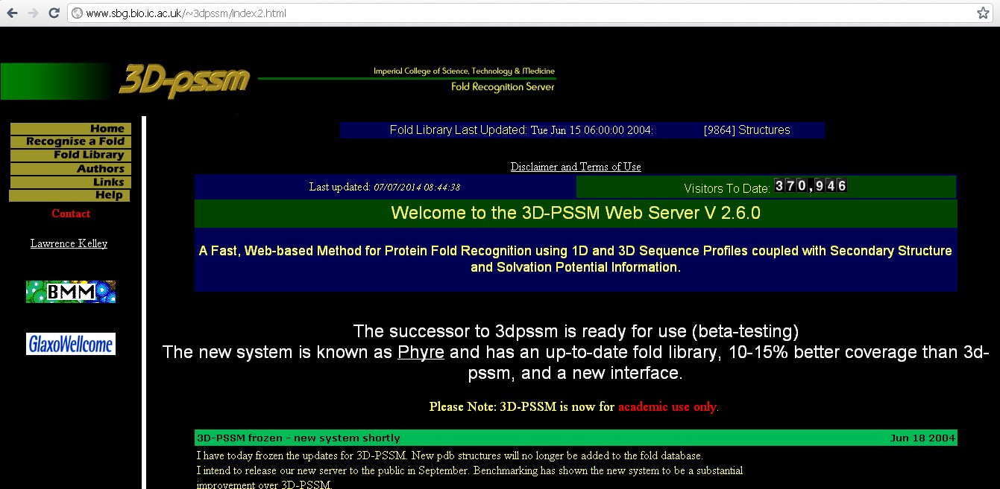 www.sbg.bio.ic.ac.uk/~3dpssm/index2.html
3D-pssm
Imperial College of Science, Technology & Medicine
Fold Recognition Server
Home
Recognise a Fold
Fold Library
Authors
Links
Help
Contact
Lawrence Kelley
BMM
GlaxoWellcome
Fold Library Last Updated: Tue Jun 15 06:00:00 2004: [9864] Structures
Disclaimer and Terms of Use
Last updated: 07/07/2014 08:44:38 Visitors To Date: 370,946
Welcome to the 3D-PSSM Web Server V 2.6.0
A Fast, Web-based Method for Protein Fold Recognition using 1D and 3D Sequence Profiles coupled with Secondary Structure
and Solvation Potential Information.
The successor to 3dpssm is ready for use (beta-testing)
The new system is known as Phyre and has an up-to-date fold library, 10-15% better coverage than 3d-
pssm, and a new interface.
Please Note: 3D-PSSM is now for academic use only.
3D-PSSM frozen - new system shortly Jun 18 2004
I have today frozen the updates for 3D-PSSM. New pdb structures will no longer be added to the fold database.
I intend to release our new server to the public in September. Benchmarking has shown the new system to be a substantial
improvement over 3D-PSSM.